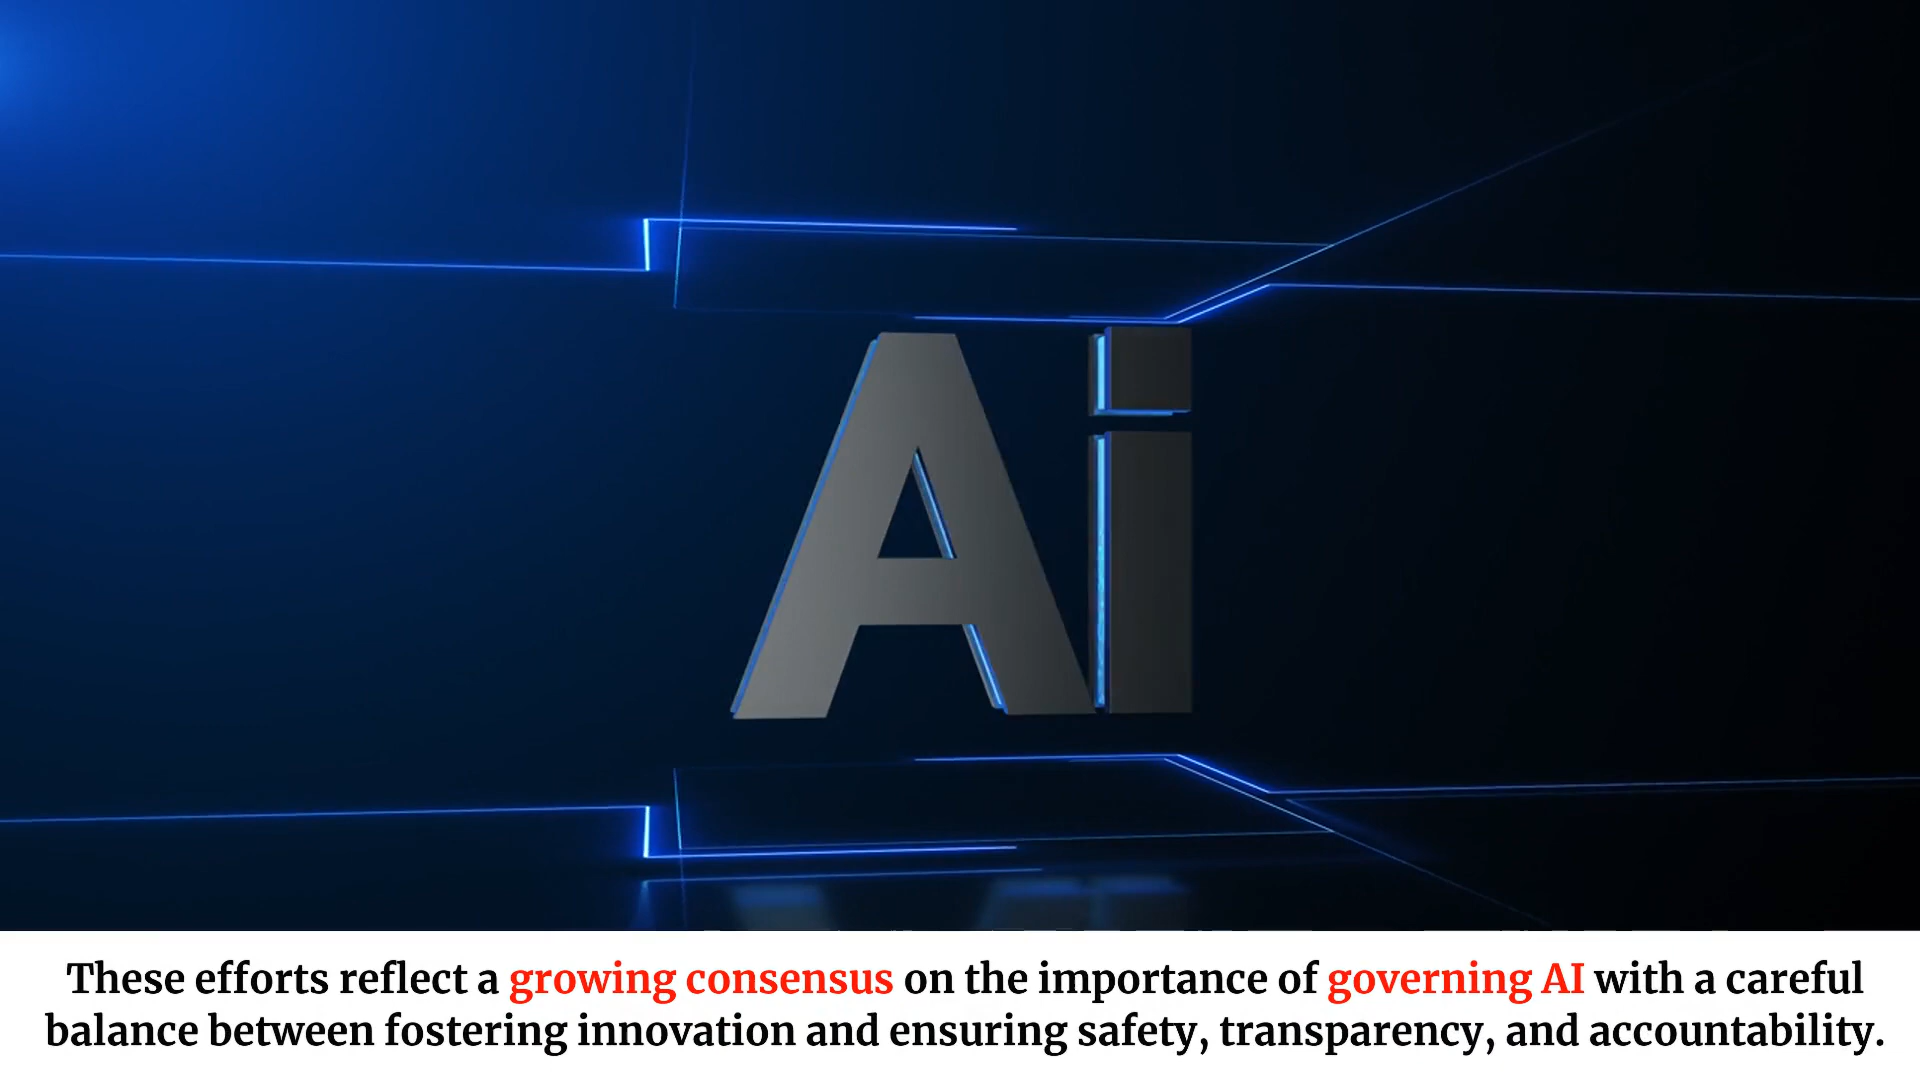 Ai
These efforts reflect a growing consensus on the importance of governing AI with a careful
balance between fostering innovation and ensuring safety, transparency, and accountability.